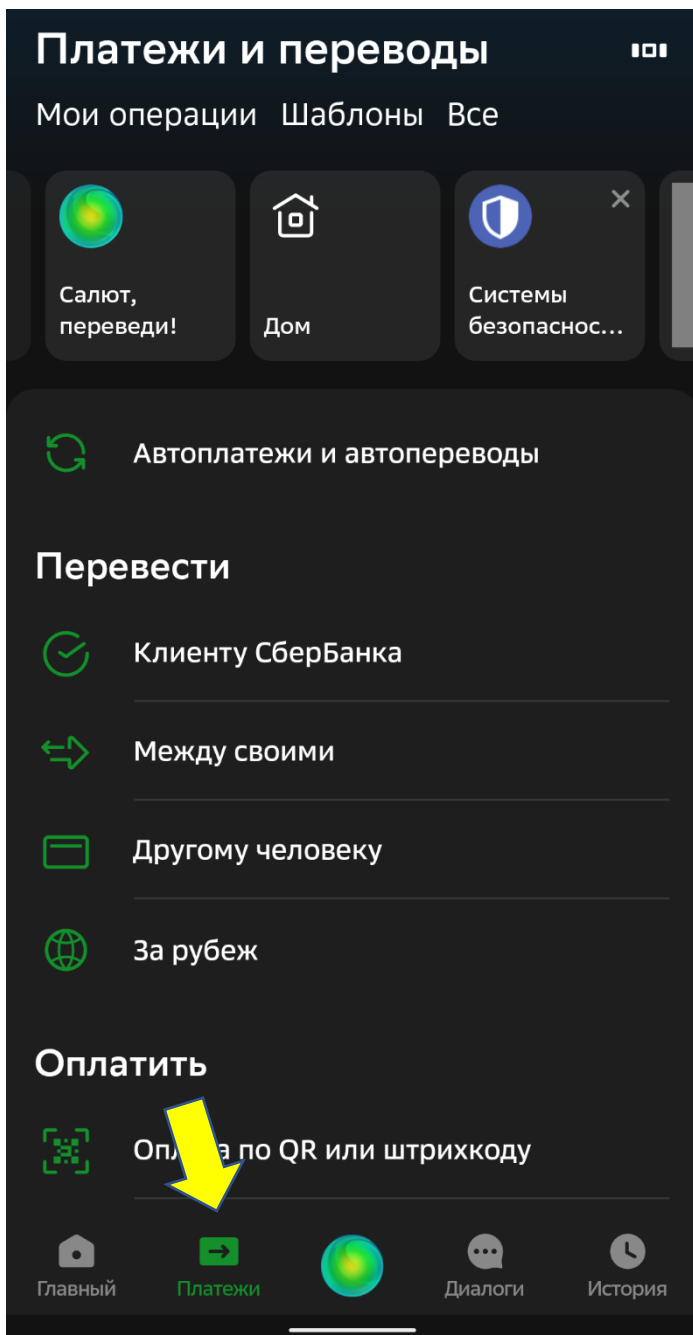 Платежи и переводы
Мои операции Шаблоны Все
Салют,
переведи!
Дом
Системы
безопаснос...
Автоплатежи и автопереводы
Перевести
Клиенту СберБанка
Между своими
Другому человеку
За рубеж
Оплатить
Оплата по QR или штрихкоду
Главный Платежи Диалоги История